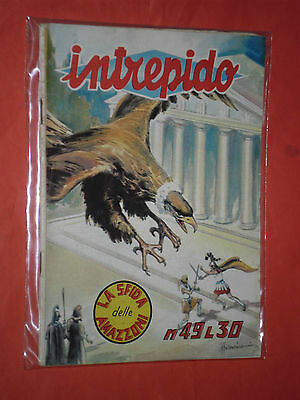 intrepido
LA SFIDA
delle
AMAZZONI
n 49 L 30